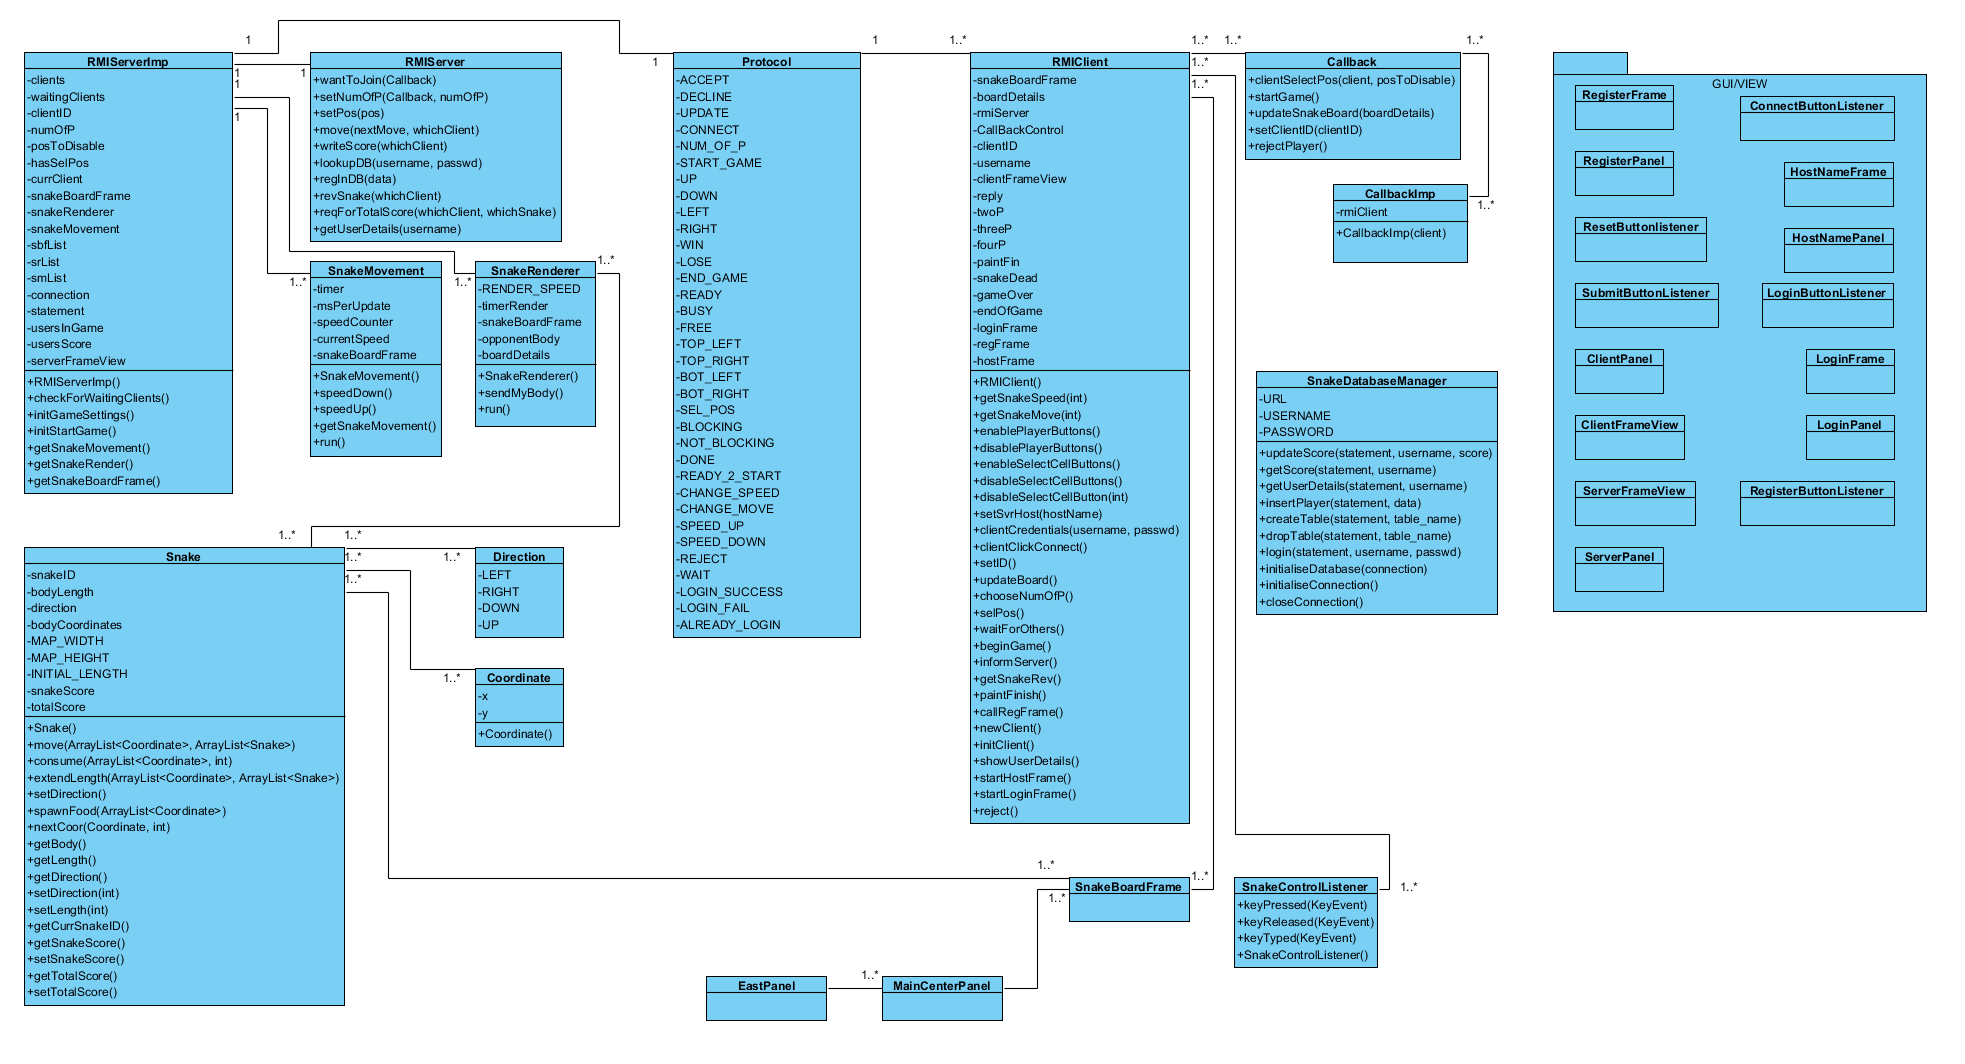 RMIServerImp
-clients
-waitingClients
-clientID
-numOfP
-posToDisable
-hasSelPos
-currClient
-snakeBoardFrame
-snakeRenderer
-snakeMovement
-sbfList
-srList
-smList
-connection
-statement
-usersInGame
-usersScore
-serverFrameView
+RMIServerImp()
+checkForWaitingClients()
+initGameSettings()
+initStartGame()
+getSnakeMovement()
+getSnakeRender()
+getSnakeBoardFrame()
1
1
1
1
1
RMIServer
+wantToJoin(Callback)
+setNumOfP(Callback, numOfP)
+setPos(pos)
+move(nextMove, whichClient)
+writeScore(whichClient)
+lookupDB(username, passwd)
+regInDB(data)
+revSnake(whichClient)
+reqForTotalScore(whichClient, whichSnake)
+getUserDetails(username)
1..*
SnakeMovement
-timer
-msPerUpdate
-speedCounter
-currentSpeed
-snakeBoardFrame
+SnakeMovement()
+speedDown()
+speedUp()
+getSnakeMovement()
+run()
1..*
SnakeRenderer
-RENDER_SPEED
-timerRender
-snakeBoardFrame
-opponentBody
-boardDetails
+SnakeRenderer()
+sendMyBody()
+run()
1..*
1
Protocol
-ACCEPT
-DECLINE
-UPDATE
-CONNECT
-NUM_OF_P
-START_GAME
-UP
-DOWN
-LEFT
-RIGHT
-WIN
-LOSE
-END_GAME
-READY
-BUSY
-FREE
-TOP_LEFT
-TOP_RIGHT
-BOT_LEFT
-BOT_RIGHT
-SEL_POS
-BLOCKING
-NOT_BLOCKING
-DONE
-READY_2_START
-CHANGE_SPEED
-CHANGE_MOVE
-SPEED_UP
-SPEED_DOWN
-REJECT
-WAIT
-LOGIN_SUCCESS
-LOGIN_FAIL
-ALREADY_LOGIN
1
1..*
RMIClient
-snakeBoardFrame
-boardDetails
-rmiServer
-CallBackControl
-clientID
-username
-clientFrameView
-reply
-twoP
-threeP
-fourP
-paintFin
-snakeDead
-gameOver
-endOfGame
-loginFrame
-regFrame
-hostFrame
+RMIClient()
+getSnakeSpeed(int)
+getSnakeMove(int)
+enablePlayerButtons()
+disablePlayerButtons()
+enableSelectCellButtons()
+disableSelectCellButtons()
+disableSelectCellButton(int)
+setSvrHost(hostName)
+clientCredentials(username, passwd)
+clientClickConnect()
+setID()
+updateBoard()
+chooseNumOfP()
+selPos()
+waitForOthers()
+beginGame()
+informServer()
+getSnakeRev()
+paintFinish()
+callRegFrame()
+newClient()
+initClient()
+showUserDetails()
+startHostFrame()
+startLoginFrame()
+reject()
1..*
1..*
1..*
1..*
1..*
Callback
+clientSelectPos(client, posToDisable)
+startGame()
+updateSnakeBoard(boardDetails)
+setClientID(clientID)
+rejectPlayer()
CallbackImp
-rmiClient
+CallbackImp(client)
1..*
SnakeDatabaseManager
-URL
-USERNAME
-PASSWORD
+updateScore(statement, username, score)
+getScore(statement, username)
+getUserDetails(statement, username)
+insertPlayer(statement, data)
+createTable(statement, table_name)
+dropTable(statement, table_name)
+login(statement, username, passwd)
+initialiseDatabase(connection)
+initialiseConnection()
+closeConnection()
GUI/VIEW
RegisterFrame
ConnectButtonListener
RegisterPanel
HostNameFrame
ResetButtonlistener
HostNamePanel
SubmitButtonListener
LoginButtonListener
ClientPanel
LoginFrame
ClientFrameView
LoginPanel
ServerFrameView
RegisterButtonListener
ServerPanel
1..*
1..*
1..*
1..*
Snake
-snakeID
-bodyLength
-direction
-bodyCoordinates
-MAP_WIDTH
-MAP_HEIGHT
-INITIAL_LENGTH
-snakeScore
-totalScore
+Snake()
+move(ArrayList<Coordinate>, ArrayList<Snake>)
+consume(ArrayList<Coordinate>, int)
+extendLength(ArrayList<Coordinate>, ArrayList<Snake>)
+setDirection()
+spawnFood(ArrayList<Coordinate>)
+nextCoor(Coordinate, int)
+getBody()
+getLength()
+getDirection()
+setDirection(int)
+setLength(int)
+getCurrSnakeID()
+getSnakeScore()
+setSnakeScore()
+getTotalScore()
+setTotalScore()
1..*
Direction
-LEFT
-RIGHT
-DOWN
-UP
1..*
Coordinate
-x
-y
+Coordinate()
1..*
1..*
1..*
SnakeBoardFrame
1..*
SnakeControlListener
+keyPressed(KeyEvent)
+keyReleased(KeyEvent)
+keyTyped(KeyEvent)
+SnakeControlListener()
EastPanel
1..*
MainCenterPanel